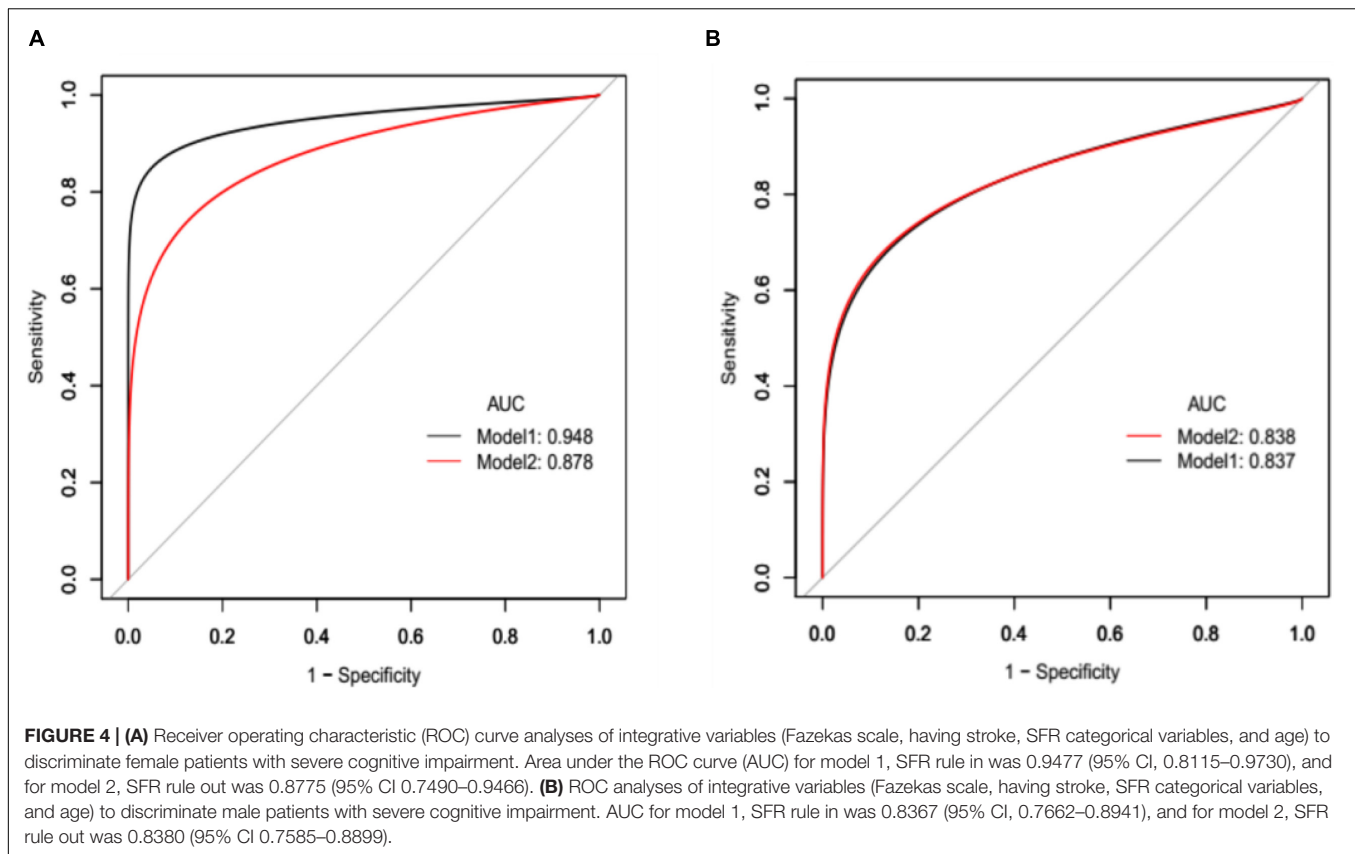 A
B
1.0
0.8
0.6
0.4
0.2
0.0
Sensitivity
AUC
Model1: 0.948
Model2: 0.878
0.0 0.2 0.4 0.6 0.8 1.0
1 − Specificity
1.0
0.8
0.6
0.4
0.2
0.0
Sensitivity
AUC
Model2: 0.838
Model1: 0.837
0.0 0.2 0.4 0.6 0.8 1.0
1 − Specificity
FIGURE 4 | (A) Receiver operating characteristic (ROC) curve analyses of integrative variables (Fazekas scale, having stroke, SFR categorical variables, and age) to
discriminate female patients with severe cognitive impairment. Area under the ROC curve (AUC) for model 1, SFR rule in was 0.9477 (95% CI, 0.8115–0.9730), and
for model 2, SFR rule out was 0.8775 (95% CI 0.7490–0.9466). (B) ROC analyses of integrative variables (Fazekas scale, having stroke, SFR categorical variables,
and age) to discriminate male patients with severe cognitive impairment. AUC for model 1, SFR rule in was 0.8367 (95% CI, 0.7662–0.8941), and for model 2, SFR
rule out was 0.8380 (95% CI 0.7585–0.8899).